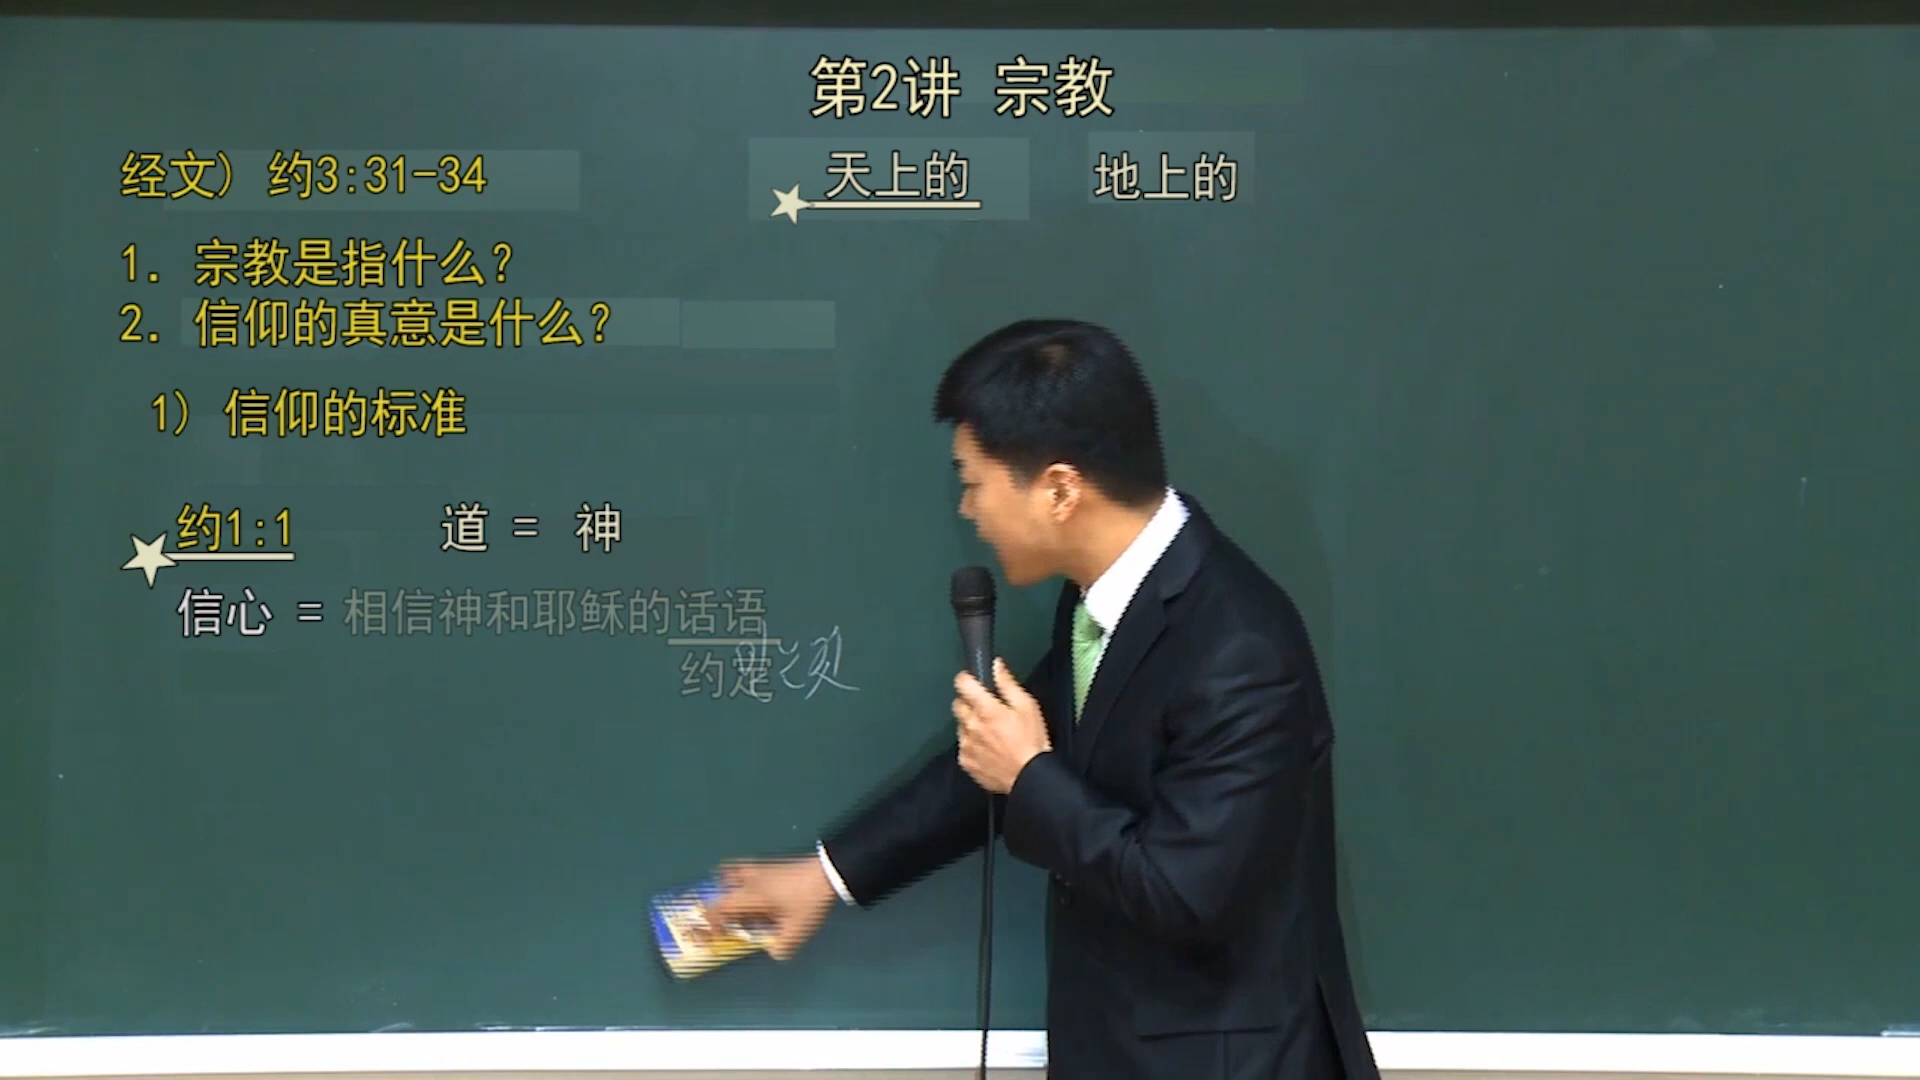 第2讲 宗教
经文) 约3:31-34
天上的 地上的
1. 宗教是指什么?
2. 信仰的真意是什么?
1) 信仰的标准
约1:1 道 = 神
信心 = 相信神和耶稣的话语
约定